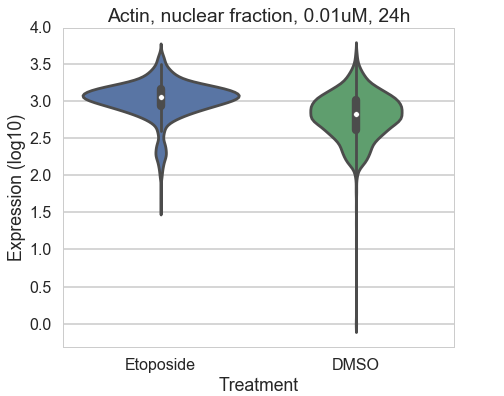 Actin, nuclear fraction, 0.01uM, 24h
4.0
3.5
3.0
2.5
2.0
1.5
1.0
0.5
0.0
Expression (log10)
Etoposide
DMSO
Treatment